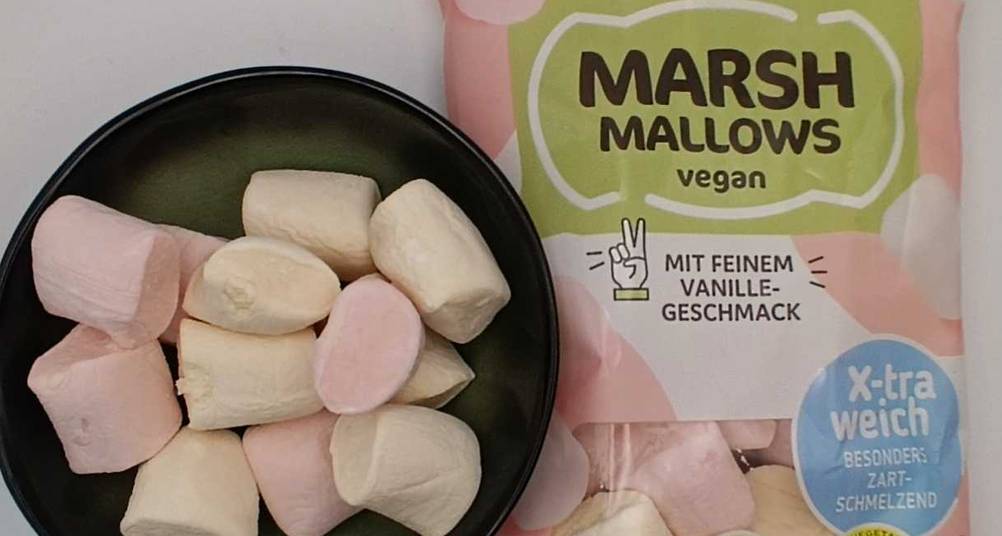 MARSH
MALLOWS
vegan
MIT FEINEM
VANILLE-
GESCHMACK
X-tra
weich
BESONDERS
ZART-
SCHMELZEND